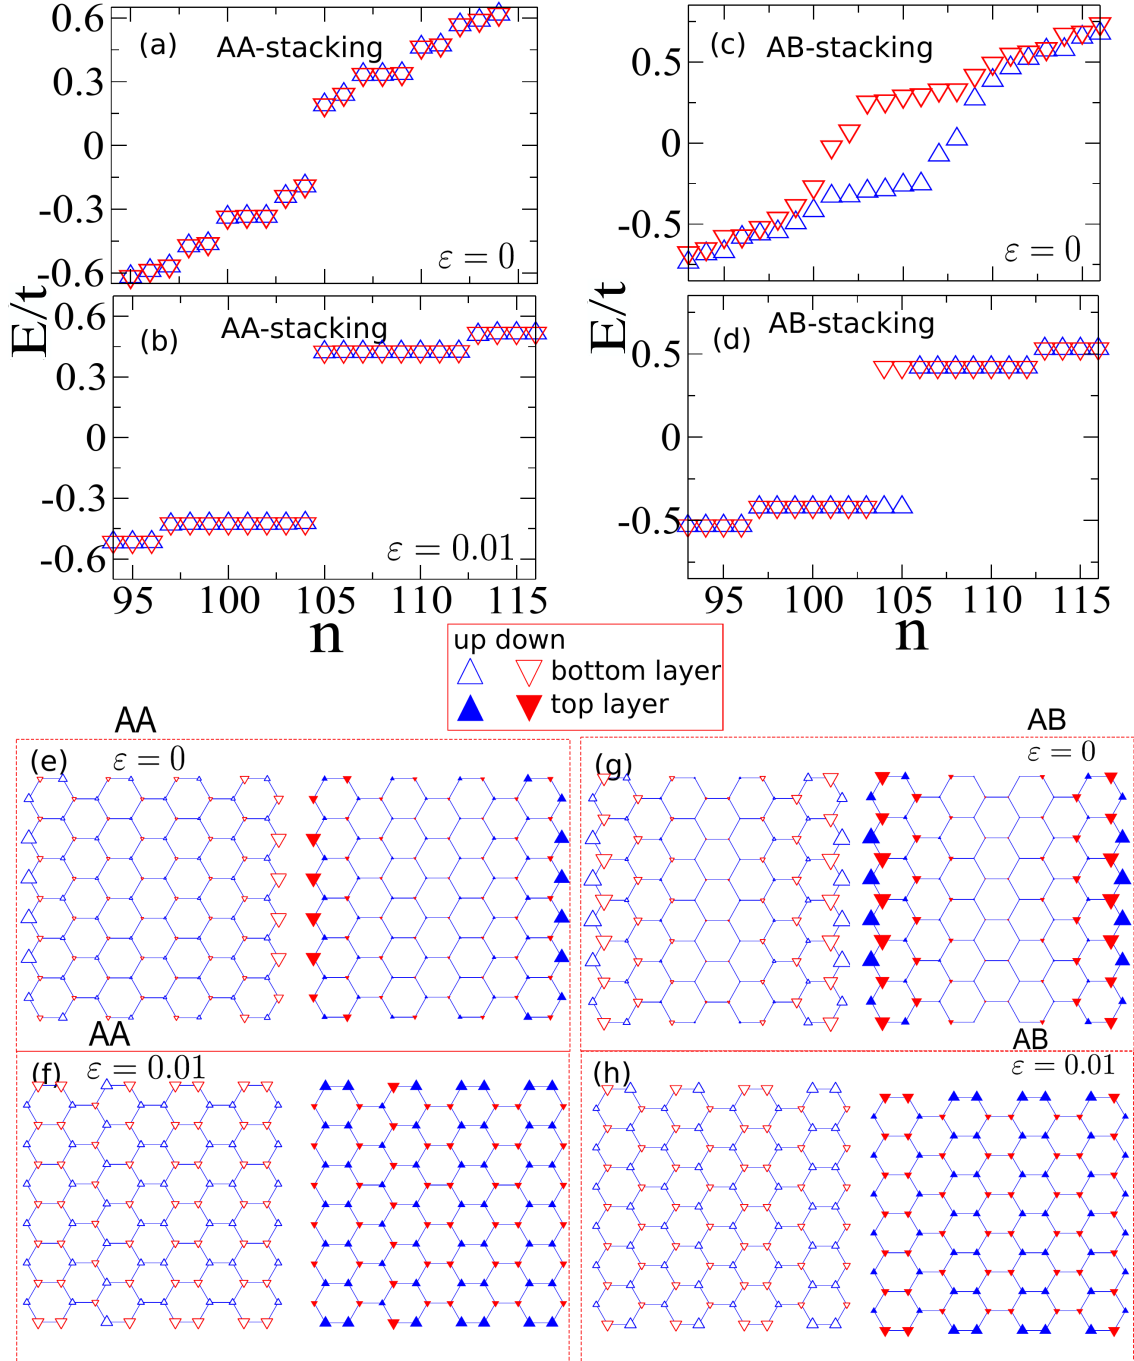 0.6
0.3
0
-0.3
-0.6
(a)
AA-stacking
ε = 0
0.5
0
-0.5
(c)
AB-stacking
ε = 0
E/t
0.6
0.3
0
-0.3
-0.6
(b)
AA-stacking
ε = 0.01
95 100 105 110 115
n
E/t
0.5
0
-0.5
(d)
AB-stacking
95 100 105 110 115
n
up down
bottom layer
top layer
AA
(e)
ε = 0
AB
(g)
ε = 0
AA
(f)
ε = 0.01
AB
(h)
ε = 0.01